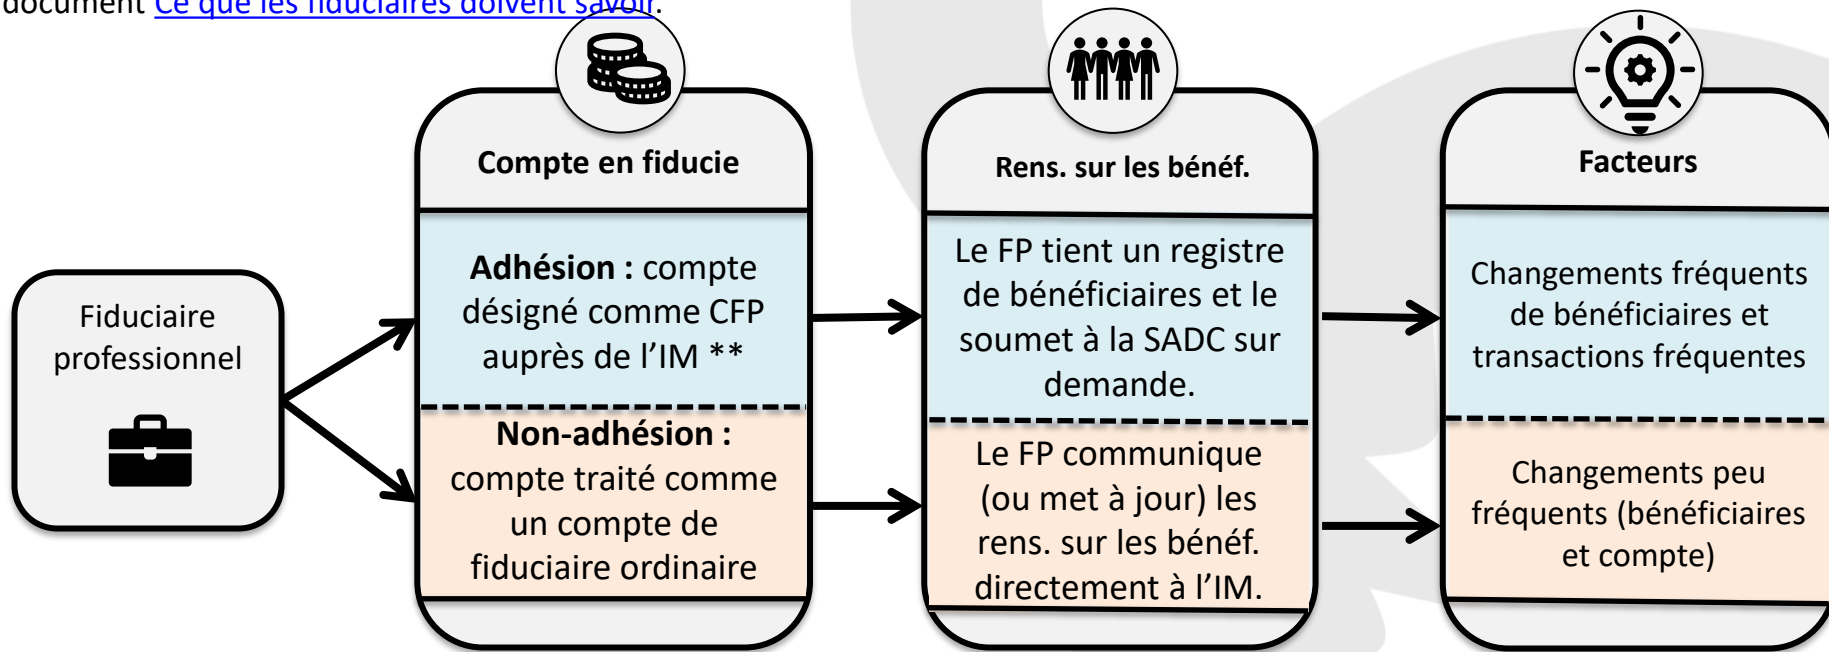 document Ce que les fiduciaires doivent savoir.
Fiduciaire
professionnel
Compte en fiducie
Adhésion : compte
désigné comme CFP
auprès de l'IM **
Non-adhésion :
compte traité comme
un compte de
fiduciaire ordinaire
Rens. sur les bénéf.
Le FP tient un registre
de bénéficiaires et le
soumet à la SADC sur
demande.
Le FP communique
(ou met à jour) les
rens. sur les bénéf.
directement à l'IM.
Facteurs
Changements fréquents
de bénéficiaires et
transactions fréquentes
Changements peu
fréquents (bénéficiaires
et compte)